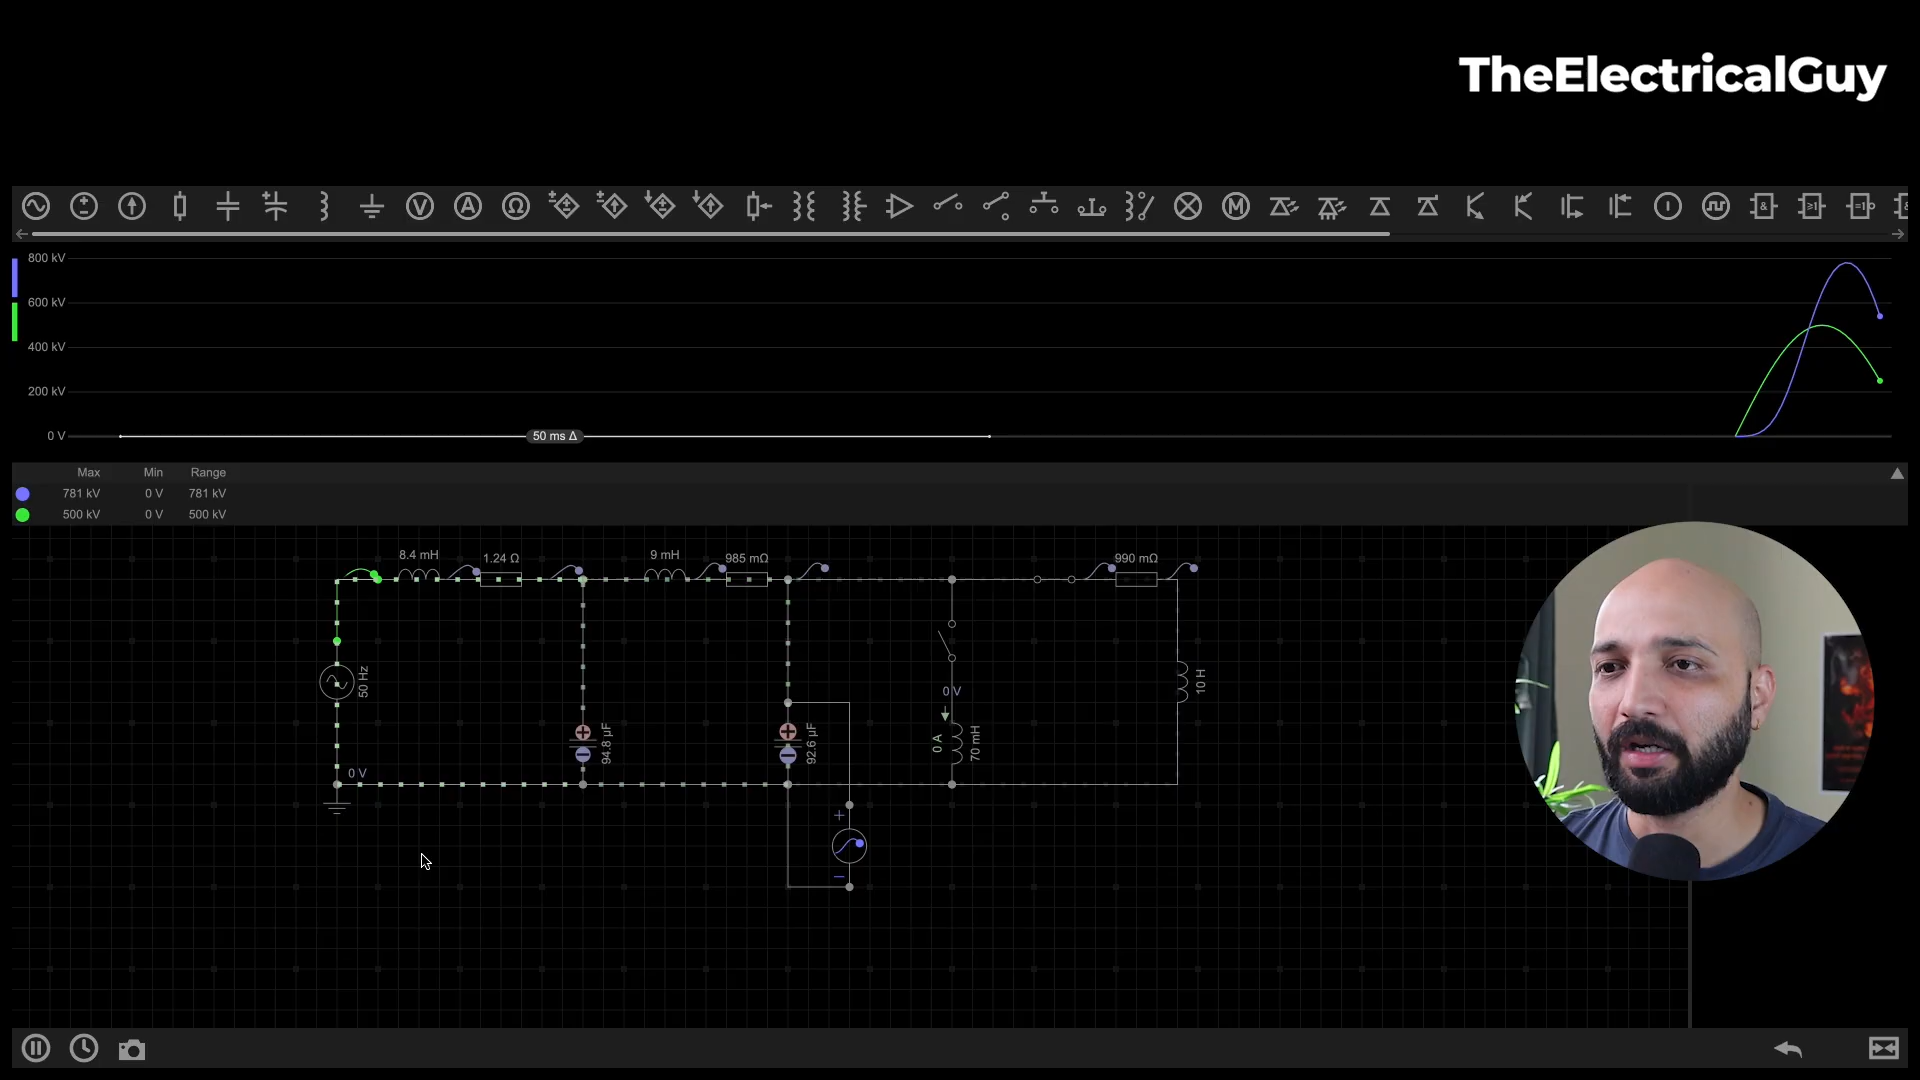 TheElectricalGuy
V
A
Ω
M
&
≥1
=1
800 kV
600 kV
400 kV
200 kV
0 V
50 ms Δ
Max Min Range
781 kV 0 V 781 kV
500 kV 0 V 500 kV
8.4 mH
1.24 Ω
9 mH
985 mΩ
990 mΩ
50 Hz
0 V
94.8 µF
92.6 µF
0 V
0 A
70 mH
10 H
+
−